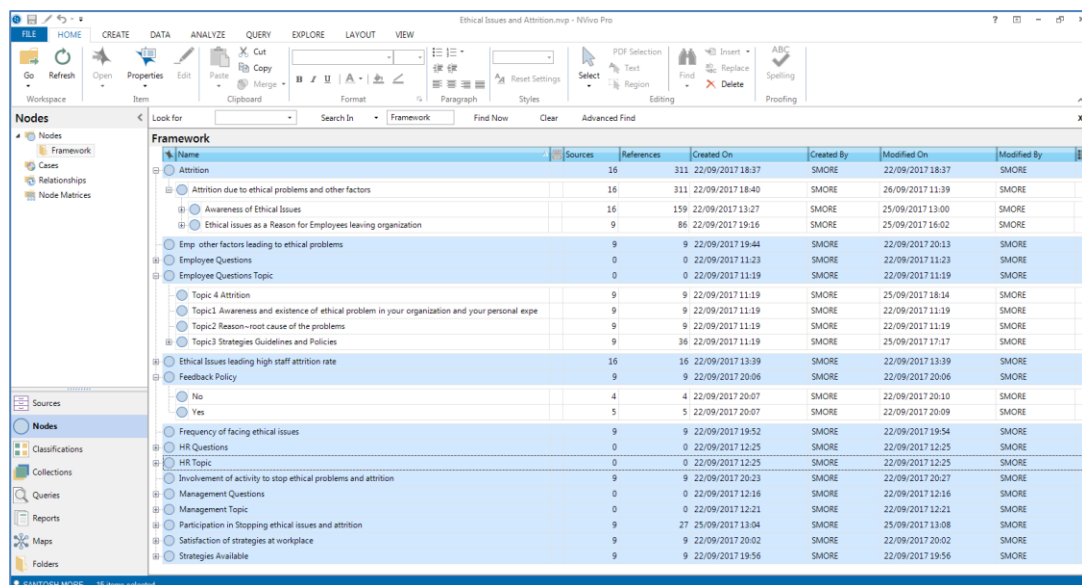 Ethical Issues and Attrition.nvp - NVivo Pro
FILE HOME CREATE DATA ANALYZE QUERY EXPLORE LAYOUT VIEW
Go Refresh Open Properties Edit Paste Cut Copy Merge B I U A Reset Settings Select PDF Selection Text Region Find Insert Replace Delete ABC Spelling
Workspace Item Clipboard Format Paragraph Styles Editing Proofing
Nodes
Nodes
Framework
Cases
Relationships
Node Matrices
Sources
Nodes
Classifications
Collections
Queries
Reports
Maps
Folders
Look for Search In Framework Find Now Clear Advanced Find x
Framework
Name Sources References Created On Created By Modified On Modified By
Attrition 16 311 22/09/2017 18:37 SMORE 22/09/2017 18:37 SMORE
Attrition due to ethical problems and other factors 16 311 22/09/2017 18:40 SMORE 26/09/2017 11:39 SMORE
Awareness of Ethical Issues 16 159 22/09/2017 13:27 SMORE 25/09/2017 13:00 SMORE
Ethical issues as a Reason for Employees leaving organization 9 86 22/09/2017 19:16 SMORE 25/09/2017 16:02 SMORE
Emp other factors leading to ethical problems 9 9 22/09/2017 19:44 SMORE 22/09/2017 20:13 SMORE
Employee Questions 0 0 22/09/2017 11:23 SMORE 22/09/2017 11:23 SMORE
Employee Questions Topic 0 0 22/09/2017 11:19 SMORE 22/09/2017 11:19 SMORE
Topic 4 Attrition 9 9 22/09/2017 11:19 SMORE 25/09/2017 18:14 SMORE
Topic1 Awareness and existence of ethical problem in your organization and your personal expe 9 9 22/09/2017 11:19 SMORE 22/09/2017 11:19 SMORE
Topic2 Reason~root cause of the problems 9 9 22/09/2017 11:19 SMORE 22/09/2017 11:19 SMORE
Topic3 Strategies Guidelines and Policies 9 36 22/09/2017 11:19 SMORE 25/09/2017 17:17 SMORE
Ethical Issues leading high staff attrition rate 16 16 22/09/2017 13:39 SMORE 22/09/2017 13:39 SMORE
Feedback Policy 9 9 22/09/2017 20:06 SMORE 22/09/2017 20:06 SMORE
No 4 4 22/09/2017 20:07 SMORE 22/09/2017 20:10 SMORE
Yes 5 5 22/09/2017 20:07 SMORE 22/09/2017 20:09 SMORE
Frequency of facing ethical issues 9 9 22/09/2017 19:52 SMORE 22/09/2017 19:54 SMORE
HR Questions 0 0 22/09/2017 12:25 SMORE 22/09/2017 12:25 SMORE
HR Topic 0 0 22/09/2017 12:25 SMORE 22/09/2017 12:25 SMORE
Involvement of activity to stop ethical problems and attrition 9 9 22/09/2017 20:23 SMORE 22/09/2017 20:27 SMORE
Management Questions 0 0 22/09/2017 12:16 SMORE 22/09/2017 12:16 SMORE
Management Topic 0 0 22/09/2017 12:21 SMORE 22/09/2017 12:21 SMORE
Participation in Stopping ethical issues and attrition 9 27 25/09/2017 13:04 SMORE 25/09/2017 13:08 SMORE
Satisfaction of strategies at workplace 9 9 22/09/2017 20:02 SMORE 22/09/2017 20:02 SMORE
Strategies Available 9 9 22/09/2017 19:56 SMORE 22/09/2017 19:56 SMORE
SANTOSH MORE 15 items selected